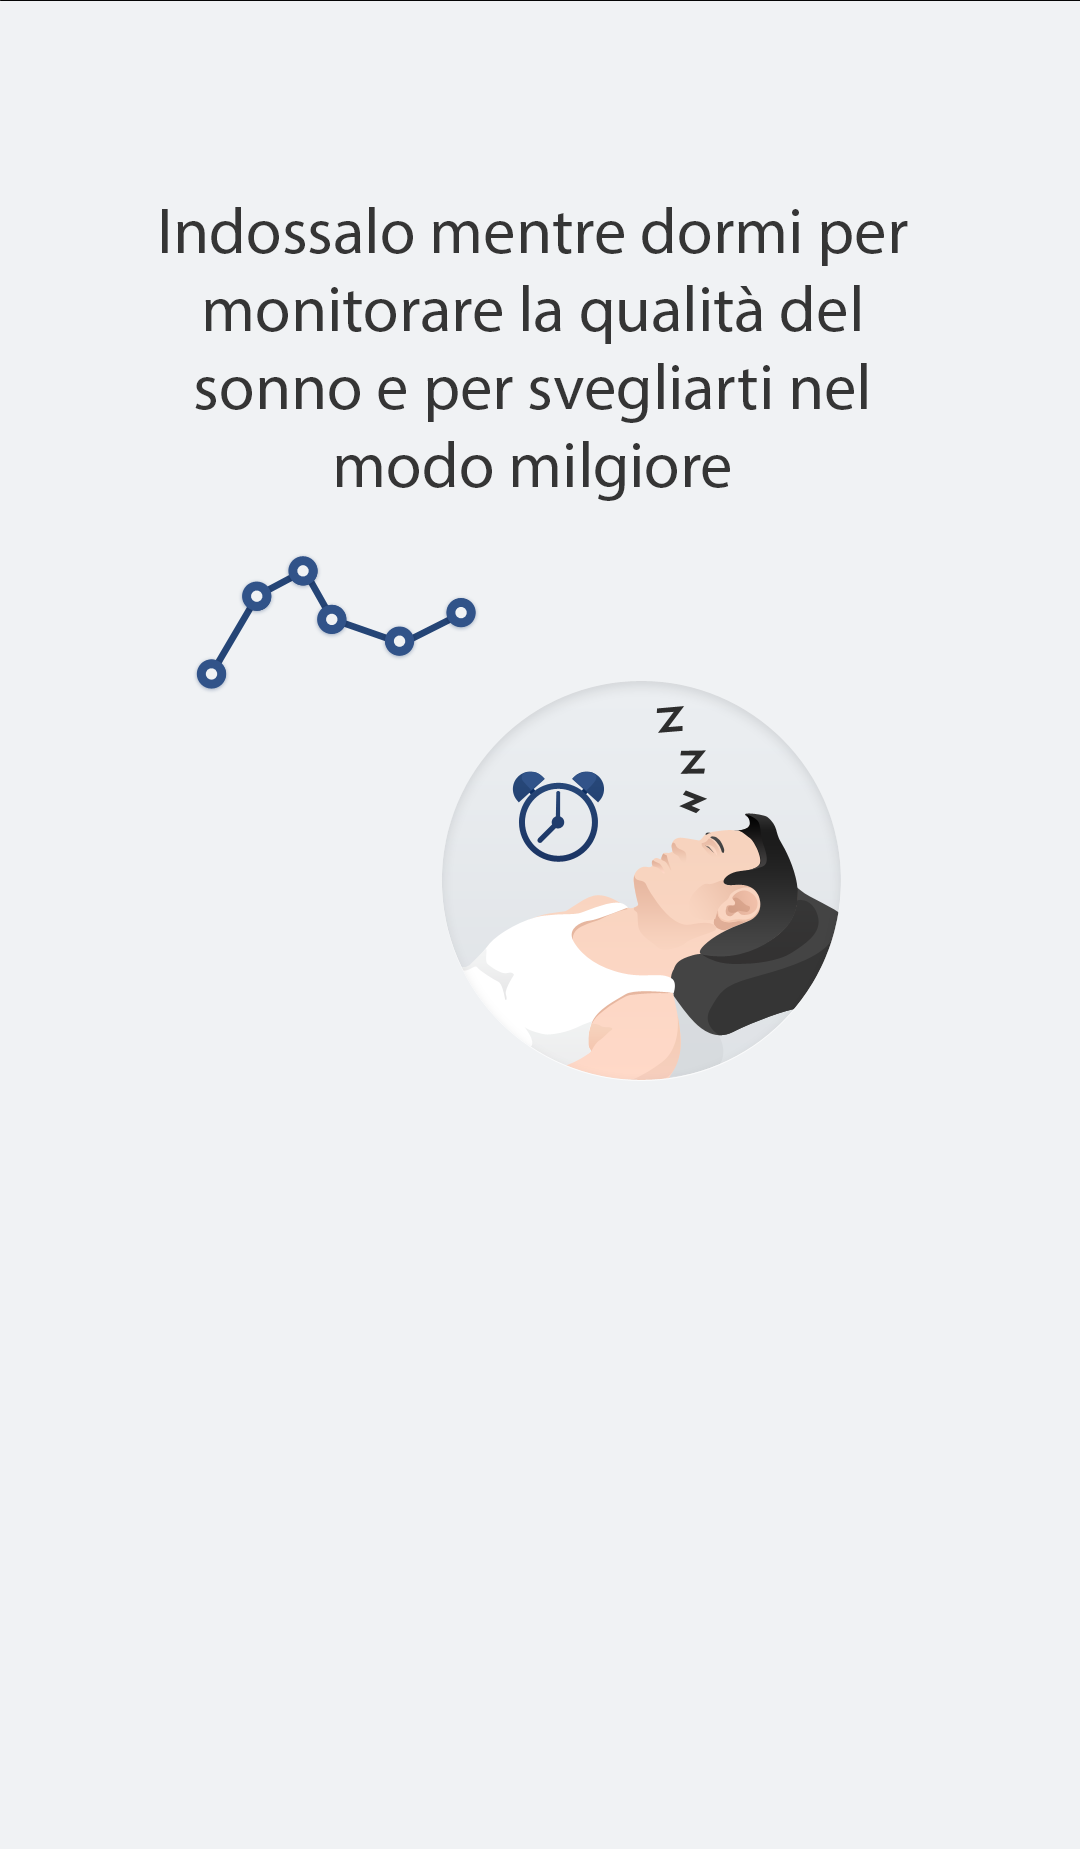 Indossalo mentre dormi per
monitorare la qualità del
sonno e per svegliarti nel
modo milgiore
z
z
z